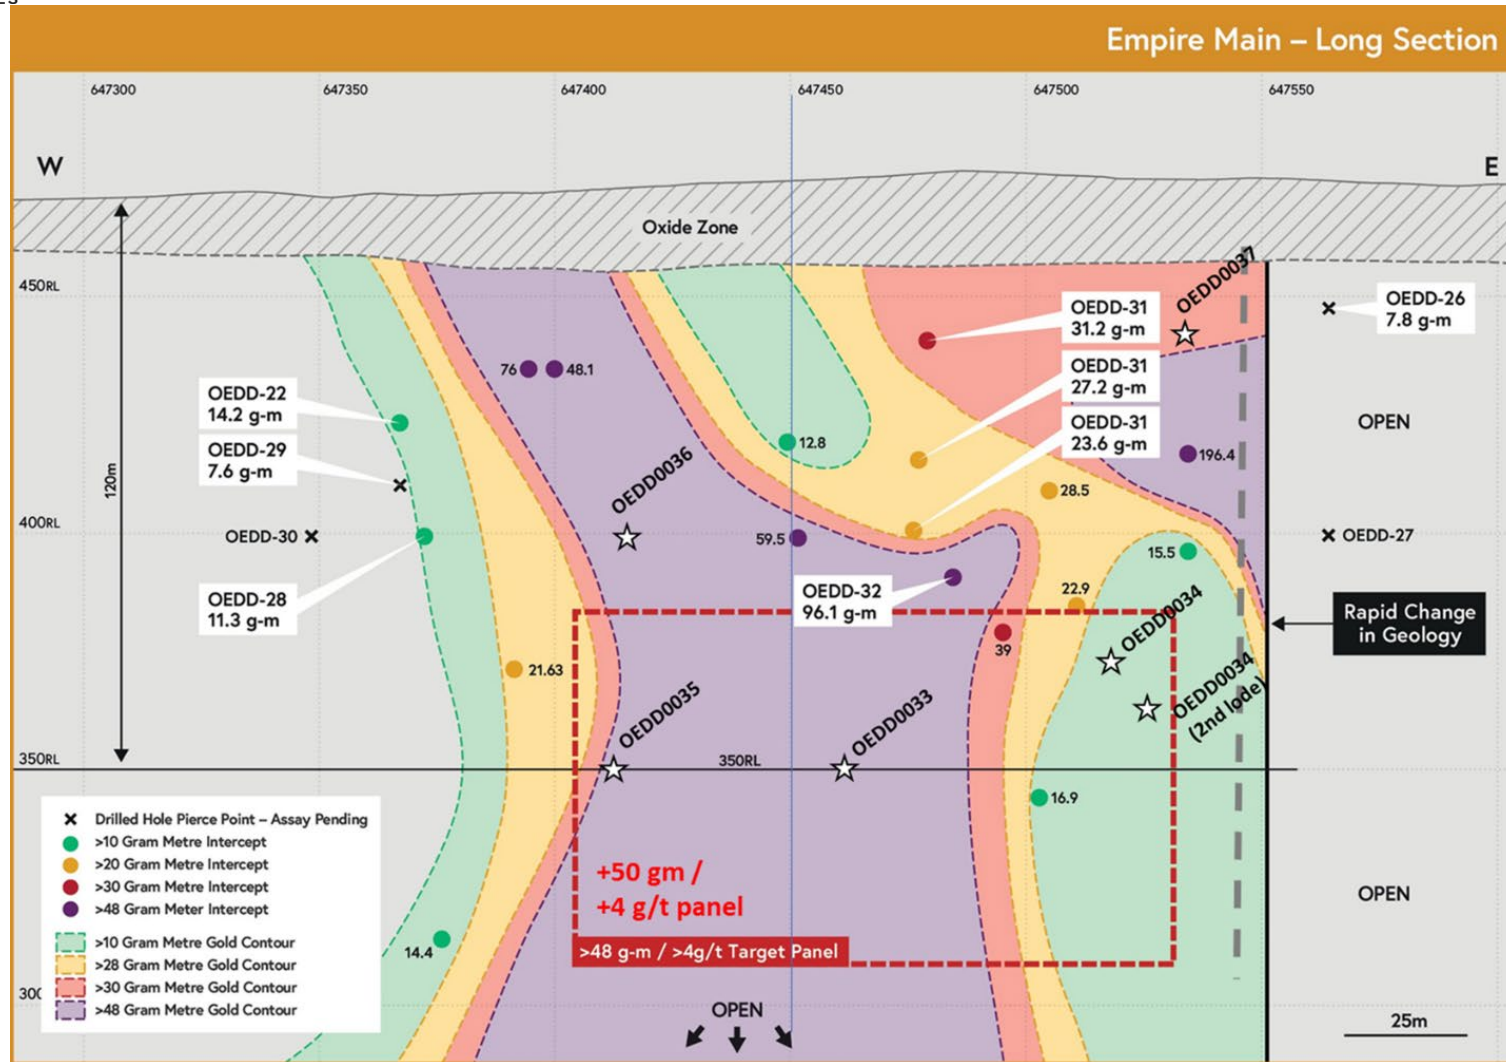 Empire Main – Long Section
647300
647350
647400
647450
647500
647550
W
E
Oxide Zone
450RL
OEDD0037
OEDD-31
31.2 g-m
OEDD-26
7.8 g-m
76
48.1
OEDD-31
27.2 g-m
OEDD-22
14.2 g-m
OEDD-31
23.6 g-m
OPEN
12.8
OEDD-29
7.6 g-m
196.4
120m
OEDD0036
28.5
400RL
OEDD-30
59.5
15.5
OEDD-27
OEDD-32
96.1 g-m
22.9
OEDD-28
11.3 g-m
Rapid Change
in Geology
OEDD0034
39
21.63
OEDD0034
(2nd lode)
OEDD0035
OEDD0033
350RL
350RL
16.9
Drilled Hole Pierce Point – Assay Pending
>10 Gram Metre Intercept
>20 Gram Metre Intercept
>30 Gram Metre Intercept
>48 Gram Meter Intercept
>10 Gram Metre Gold Contour
>28 Gram Metre Gold Contour
>30 Gram Metre Gold Contour
>48 Gram Metre Gold Contour
+50 gm /
+4 g/t panel
OPEN
>48 g-m / >4g/t Target Panel
14.4
300
OPEN
25m